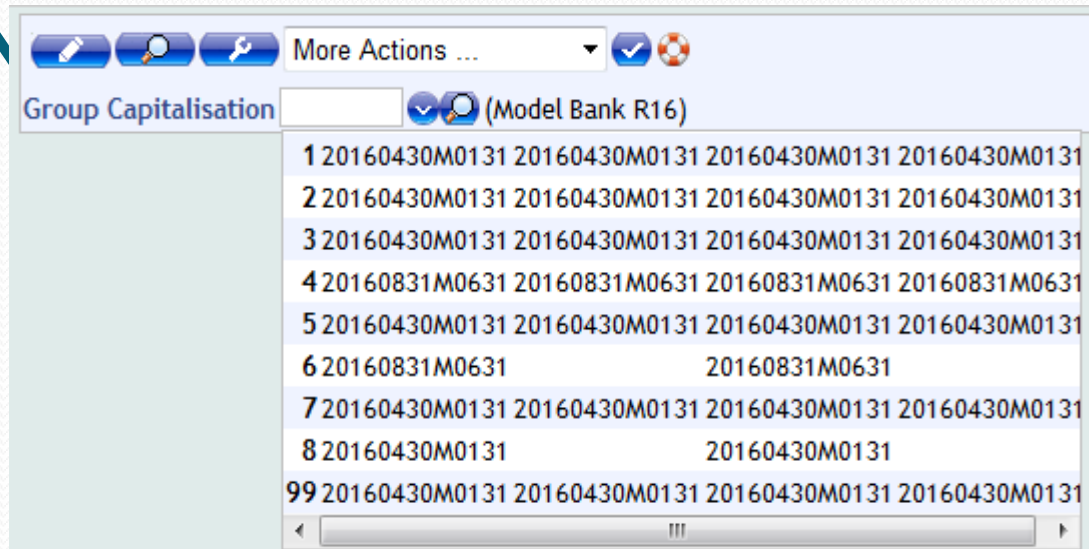 More Actions ...
Group Capitalisation (Model Bank R16)
1 20160430M0131 20160430M0131 20160430M0131 20160430M0131
2 20160430M0131 20160430M0131 20160430M0131 20160430M0131
3 20160430M0131 20160430M0131 20160430M0131 20160430M0131
4 20160831M0631 20160831M0631 20160831M0631 20160831M0631
5 20160430M0131 20160430M0131 20160430M0131 20160430M0131
6 20160831M0631 20160831M0631
7 20160430M0131 20160430M0131 20160430M0131 20160430M0131
8 20160430M0131 20160430M0131
99 20160430M0131 20160430M0131 20160430M0131 20160430M0131